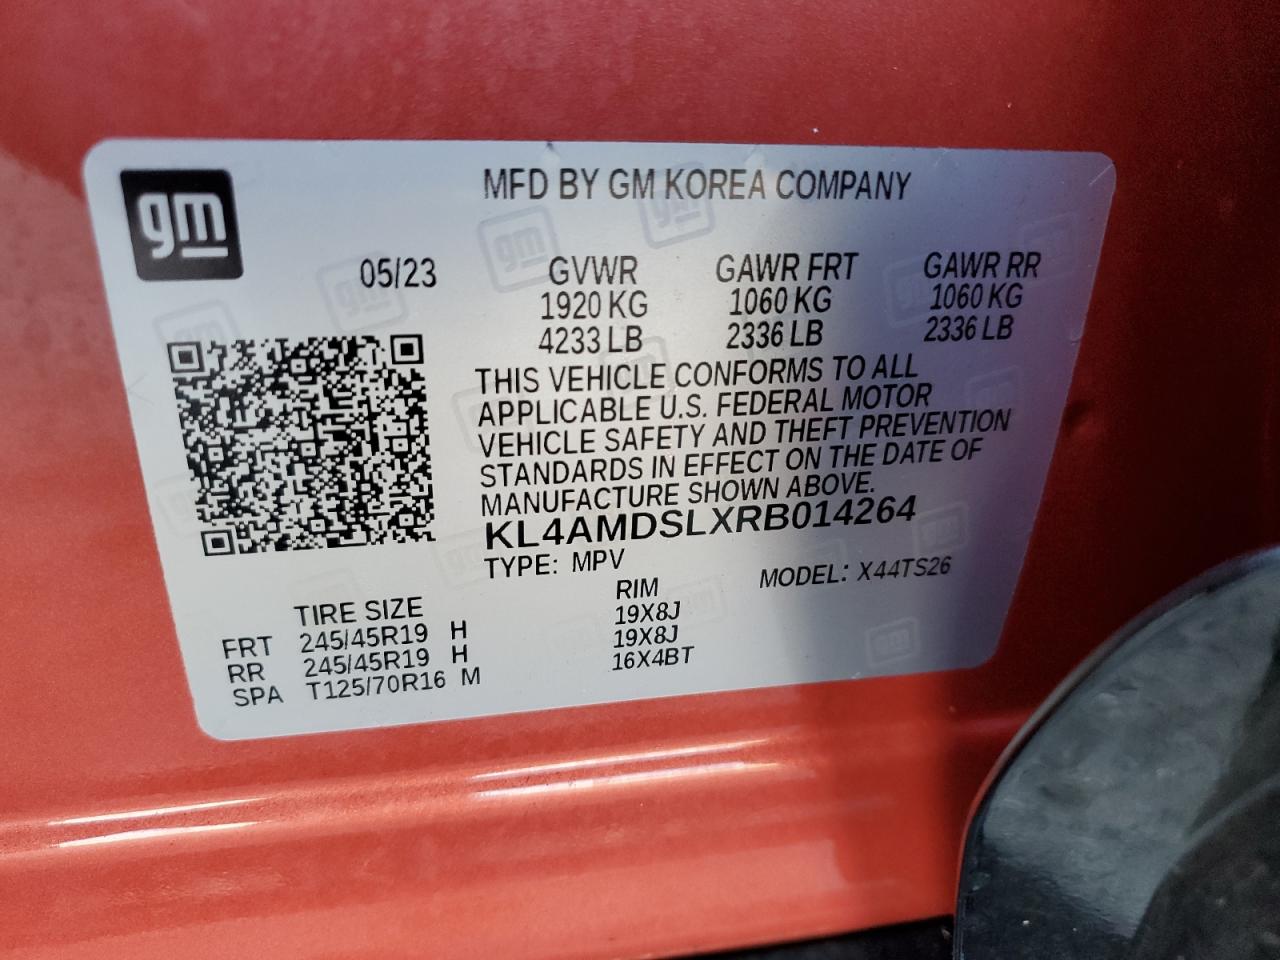 gm
MFD BY GM KOREA COMPANY
05/23 GVWR GAWR FRT GAWR RR
1920 KG 1060 KG 1060 KG
4233 LB 2336 LB 2336 LB
THIS VEHICLE CONFORMS TO ALL
APPLICABLE U.S. FEDERAL MOTOR
VEHICLE SAFETY AND THEFT PREVENTION
STANDARDS IN EFFECT ON THE DATE OF
MANUFACTURE SHOWN ABOVE.
KL4AMDSLXRB014264
TYPE: MPV MODEL: X44TS26
TIRE SIZE RIM
FRT 245/45R19 H 19X8J
RR 245/45R19 H 19X8J
SPA T125/70R16 M 16X4BT